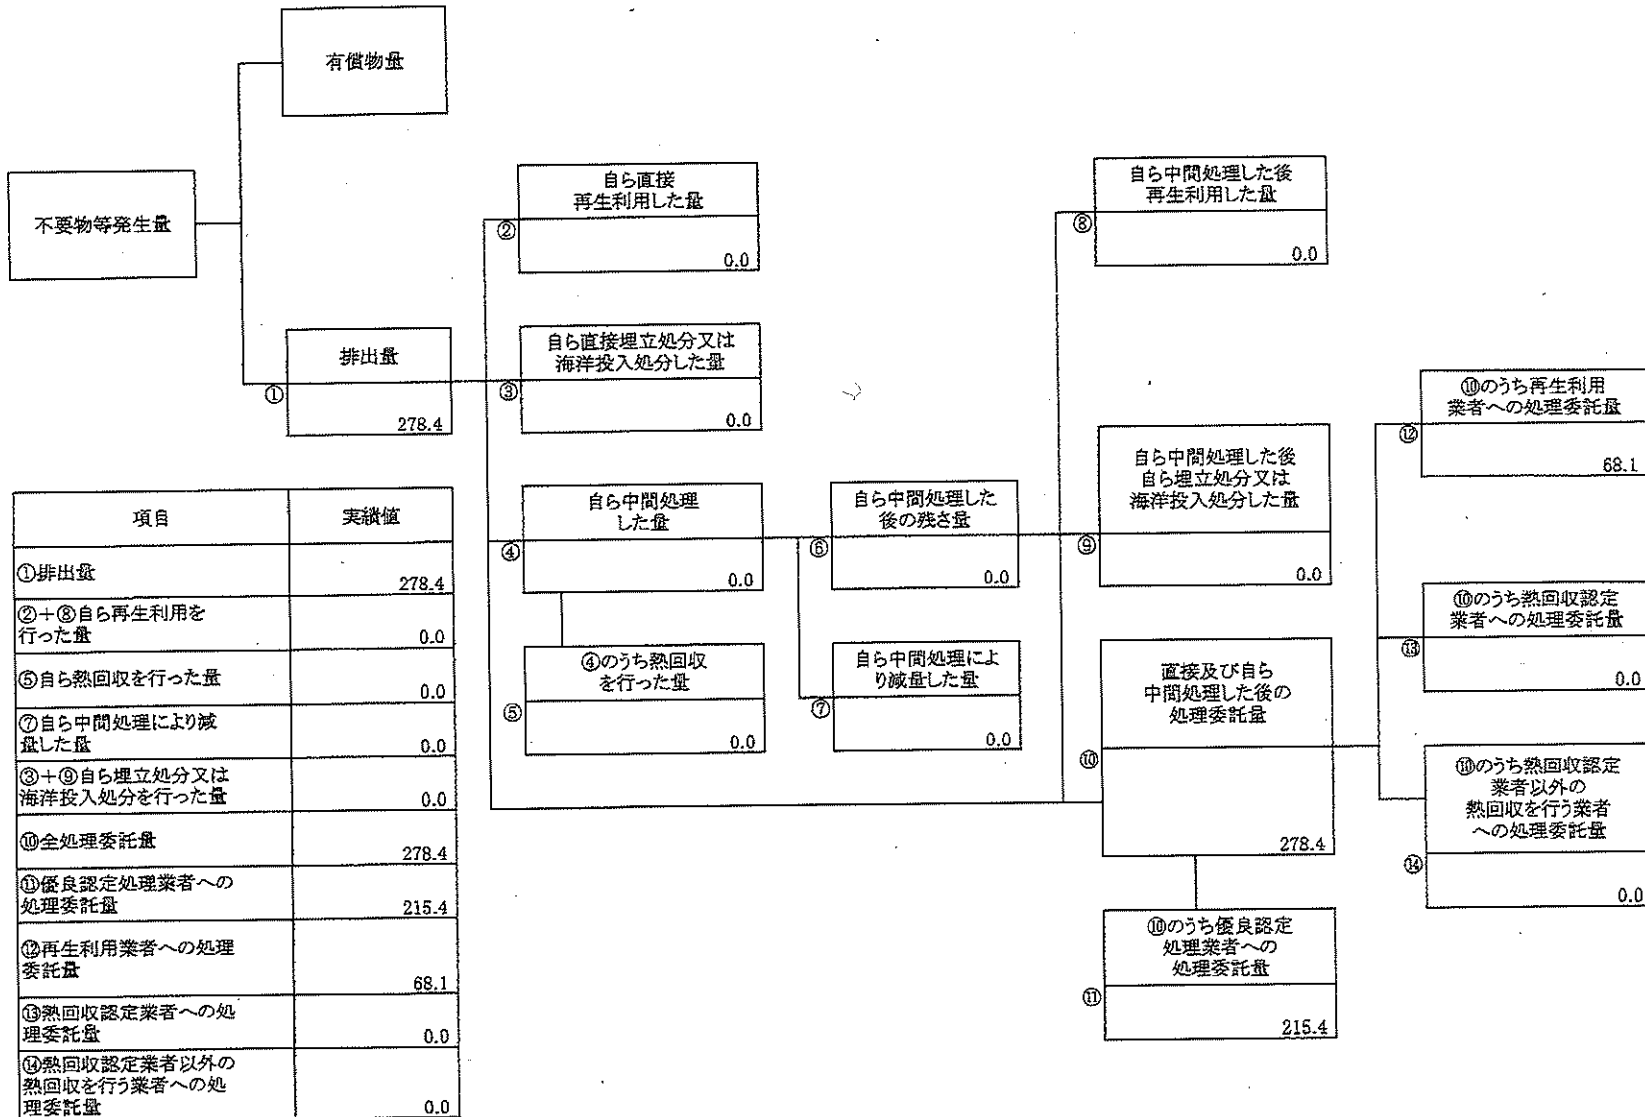 有償物量
不要物等発生量
排出量
①
278.4
自ら直接
再生利用した量
②
0.0
自ら直接埋立処分又は
海洋投入処分した量
③
0.0
自ら中間処理
した量
④
0.0
④のうち熱回収
を行った量
⑤
0.0
自ら中間処理した
後の残さ量
⑥
0.0
自ら中間処理によ
り減量した量
⑦
0.0
自ら中間処理した後
再生利用した量
⑧
0.0
自ら中間処理した後
自ら埋立処分又は
海洋投入処分した量
⑨
0.0
直接及び自ら
中間処理した後の
処理委託量
⑩
278.4
⑩のうち優良認定
処理業者への
処理委託量
⑪
215.4
⑩のうち再生利用
業者への処理委託量
⑫
68.1
⑩のうち熱回収認定
業者への処理委託量
⑬
0.0
⑩のうち熱回収認定
業者以外の
熱回収を行う業者
への処理委託量
⑭
0.0
項目 実績値
①排出量 278.4
②+⑧自ら再生利用を
行った量 0.0
⑤自ら熱回収を行った量 0.0
⑦自ら中間処理により減
量した量 0.0
③+⑨自ら埋立処分又は
海洋投入処分を行った量 0.0
⑩全処理委託量 278.4
⑪優良認定処理業者への
処理委託量 215.4
⑫再生利用業者への処理
委託量 68.1
⑬熱回収認定業者への処
理委託量 0.0
⑭熱回収認定業者以外の
熱回収を行う業者への処
理委託量 0.0